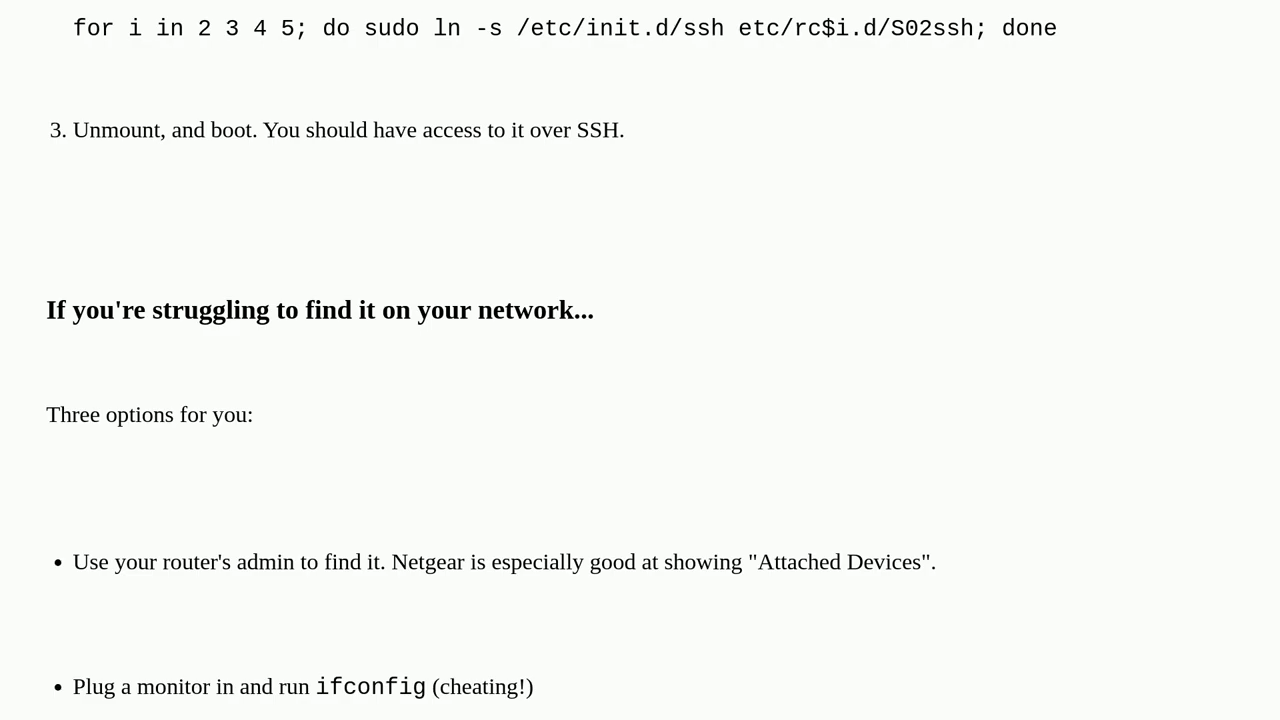 for i in 2 3 4 5; do sudo ln -s /etc/init.d/ssh etc/rc$i.d/S02ssh; done
3. Unmount, and boot. You should have access to it over SSH.
If you're struggling to find it on your network...
Three options for you:
• Use your router's admin to find it. Netgear is especially good at showing "Attached Devices".
• Plug a monitor in and run ifconfig (cheating!)